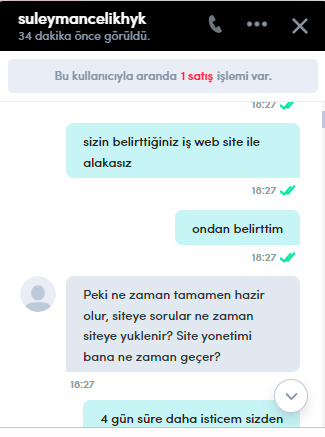 suleymancelikhyk
34 dakika önce görüldü.
Bu kullanıcıyla aranda 1 satış işlemi var.
18:27
sizin belirttiğiniz iş web site ile
alakasız
18:27
ondan belirttim
18:27
Peki ne zaman tamamen hazir
olur, siteye sorular ne zaman
siteye yuklenir? Site yonetimi
bana ne zaman geçer?
18:27
4 gün süre daha isticem sizden